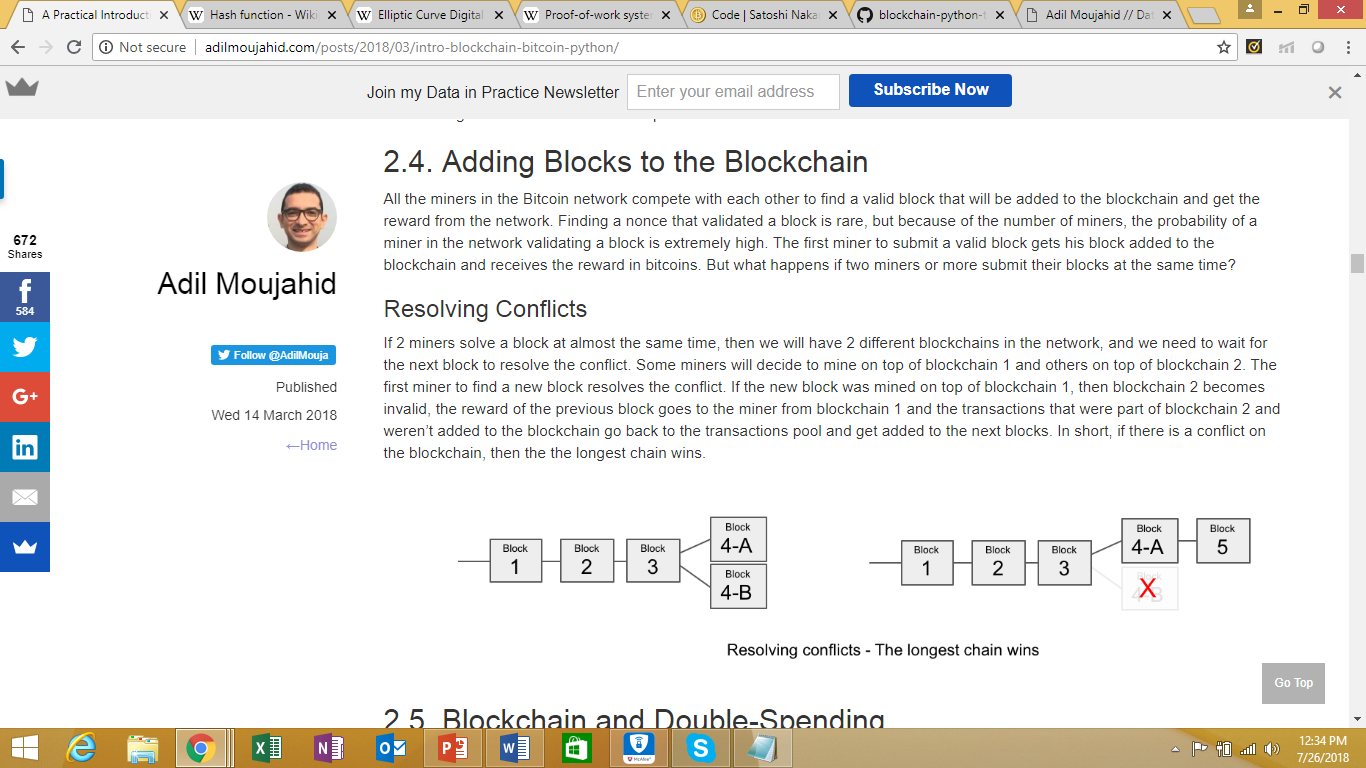 A Practical Introducti
Hash function - Wiki
Elliptic Curve Digital
Proof-of-work syste
Code | Satoshi Naka
blockchain-python-t
Adil Moujahid // Dat
Not secure | adilmoujahid.com/posts/2018/03/intro-blockchain-bitcoin-python/
Join my Data in Practice Newsletter
Enter your email address
Subscribe Now
2.4. Adding Blocks to the Blockchain
All the miners in the Bitcoin network compete with each other to find a valid block that will be added to the blockchain and get the
reward from the network. Finding a nonce that validated a block is rare, but because of the number of miners, the probability of a
miner in the network validating a block is extremely high. The first miner to submit a valid block gets his block added to the
blockchain and receives the reward in bitcoins. But what happens if two miners or more submit their blocks at the same time?
672
Shares
f
584
G+
in
Adil Moujahid
Follow @AdilMouja
Published
Wed 14 March 2018
←Home
Resolving Conflicts
If 2 miners solve a block at almost the same time, then we will have 2 different blockchains in the network, and we need to wait for
the next block to resolve the conflict. Some miners will decide to mine on top of blockchain 1 and others on top of blockchain 2. The
first miner to find a new block resolves the conflict. If the new block was mined on top of blockchain 1, then blockchain 2 becomes
invalid, the reward of the previous block goes to the miner from blockchain 1 and the transactions that were part of blockchain 2 and
weren't added to the blockchain go back to the transactions pool and get added to the next blocks. In short, if there is a conflict on
the blockchain, then the the longest chain wins.
Block
1
Block
2
Block
3
Block
4-A
Block
4-B
Block
1
Block
2
Block
3
Block
4-A
Block
5
Block
4-B
X
Resolving conflicts - The longest chain wins
Go Top
2.5. Blockchain and Double-Spending
12:34 PM
7/26/2018